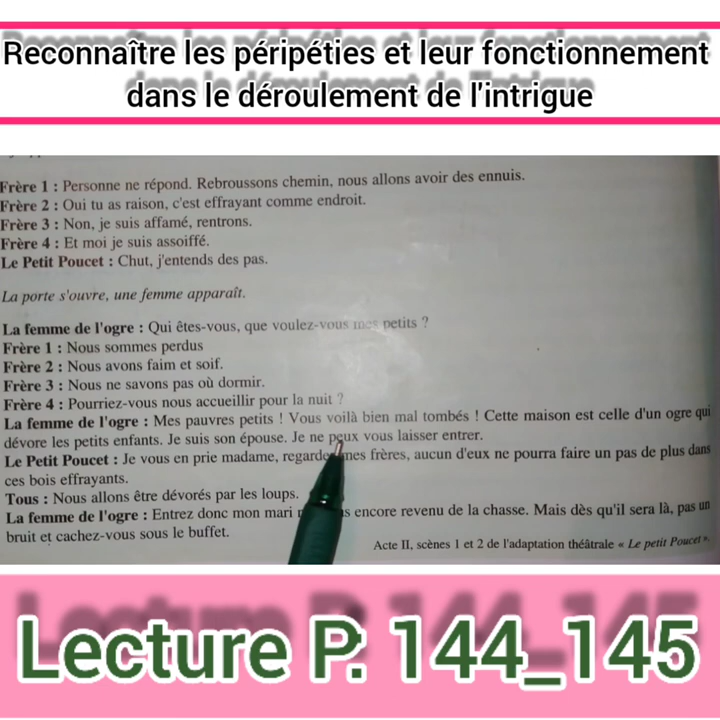 Reconnaître les péripéties et leur fonctionnement
dans le déroulement de l'intrigue
Frère 1 : Personne ne répond. Rebroussons chemin, nous allons avoir des ennuis.
Frère 2 : Oui tu as raison, c'est effrayant comme endroit.
Frère 3 : Non, je suis affamé, rentrons.
Frère 4 : Et moi je suis assoiffé.
Le Petit Poucet : Chut, j'entends des pas.
La porte s'ouvre, une femme apparaît.
La femme de l'ogre : Qui êtes-vous, que voulez-vous mes petits ?
Frère 1 : Nous sommes perdus
Frère 2 : Nous avons faim et soif.
Frère 3 : Nous ne savons pas où dormir.
Frère 4 : Pourriez-vous nous accueillir pour la nuit ?
La femme de l'ogre : Mes pauvres petits ! Vous voilà bien mal tombés ! Cette maison est celle d'un ogre qui
dévore les petits enfants. Je suis son épouse. Je ne peux vous laisser entrer.
Le Petit Poucet : Je vous en prie madame, mes frères, aucun d'eux ne pourra faire un pas de plus dans
ces bois effrayants.
Tous : Nous allons être dévorés par les loups.
La femme de l'ogre : Entrez donc mon mari encore revenu de la chasse. Mais dès qu'il sera là, pas un
bruit et cachez-vous sous le buffet.
Acte II, scènes 1 et 2 de l'adaptation théâtrale « Le petit Poucet ».
Lecture P. 144_145